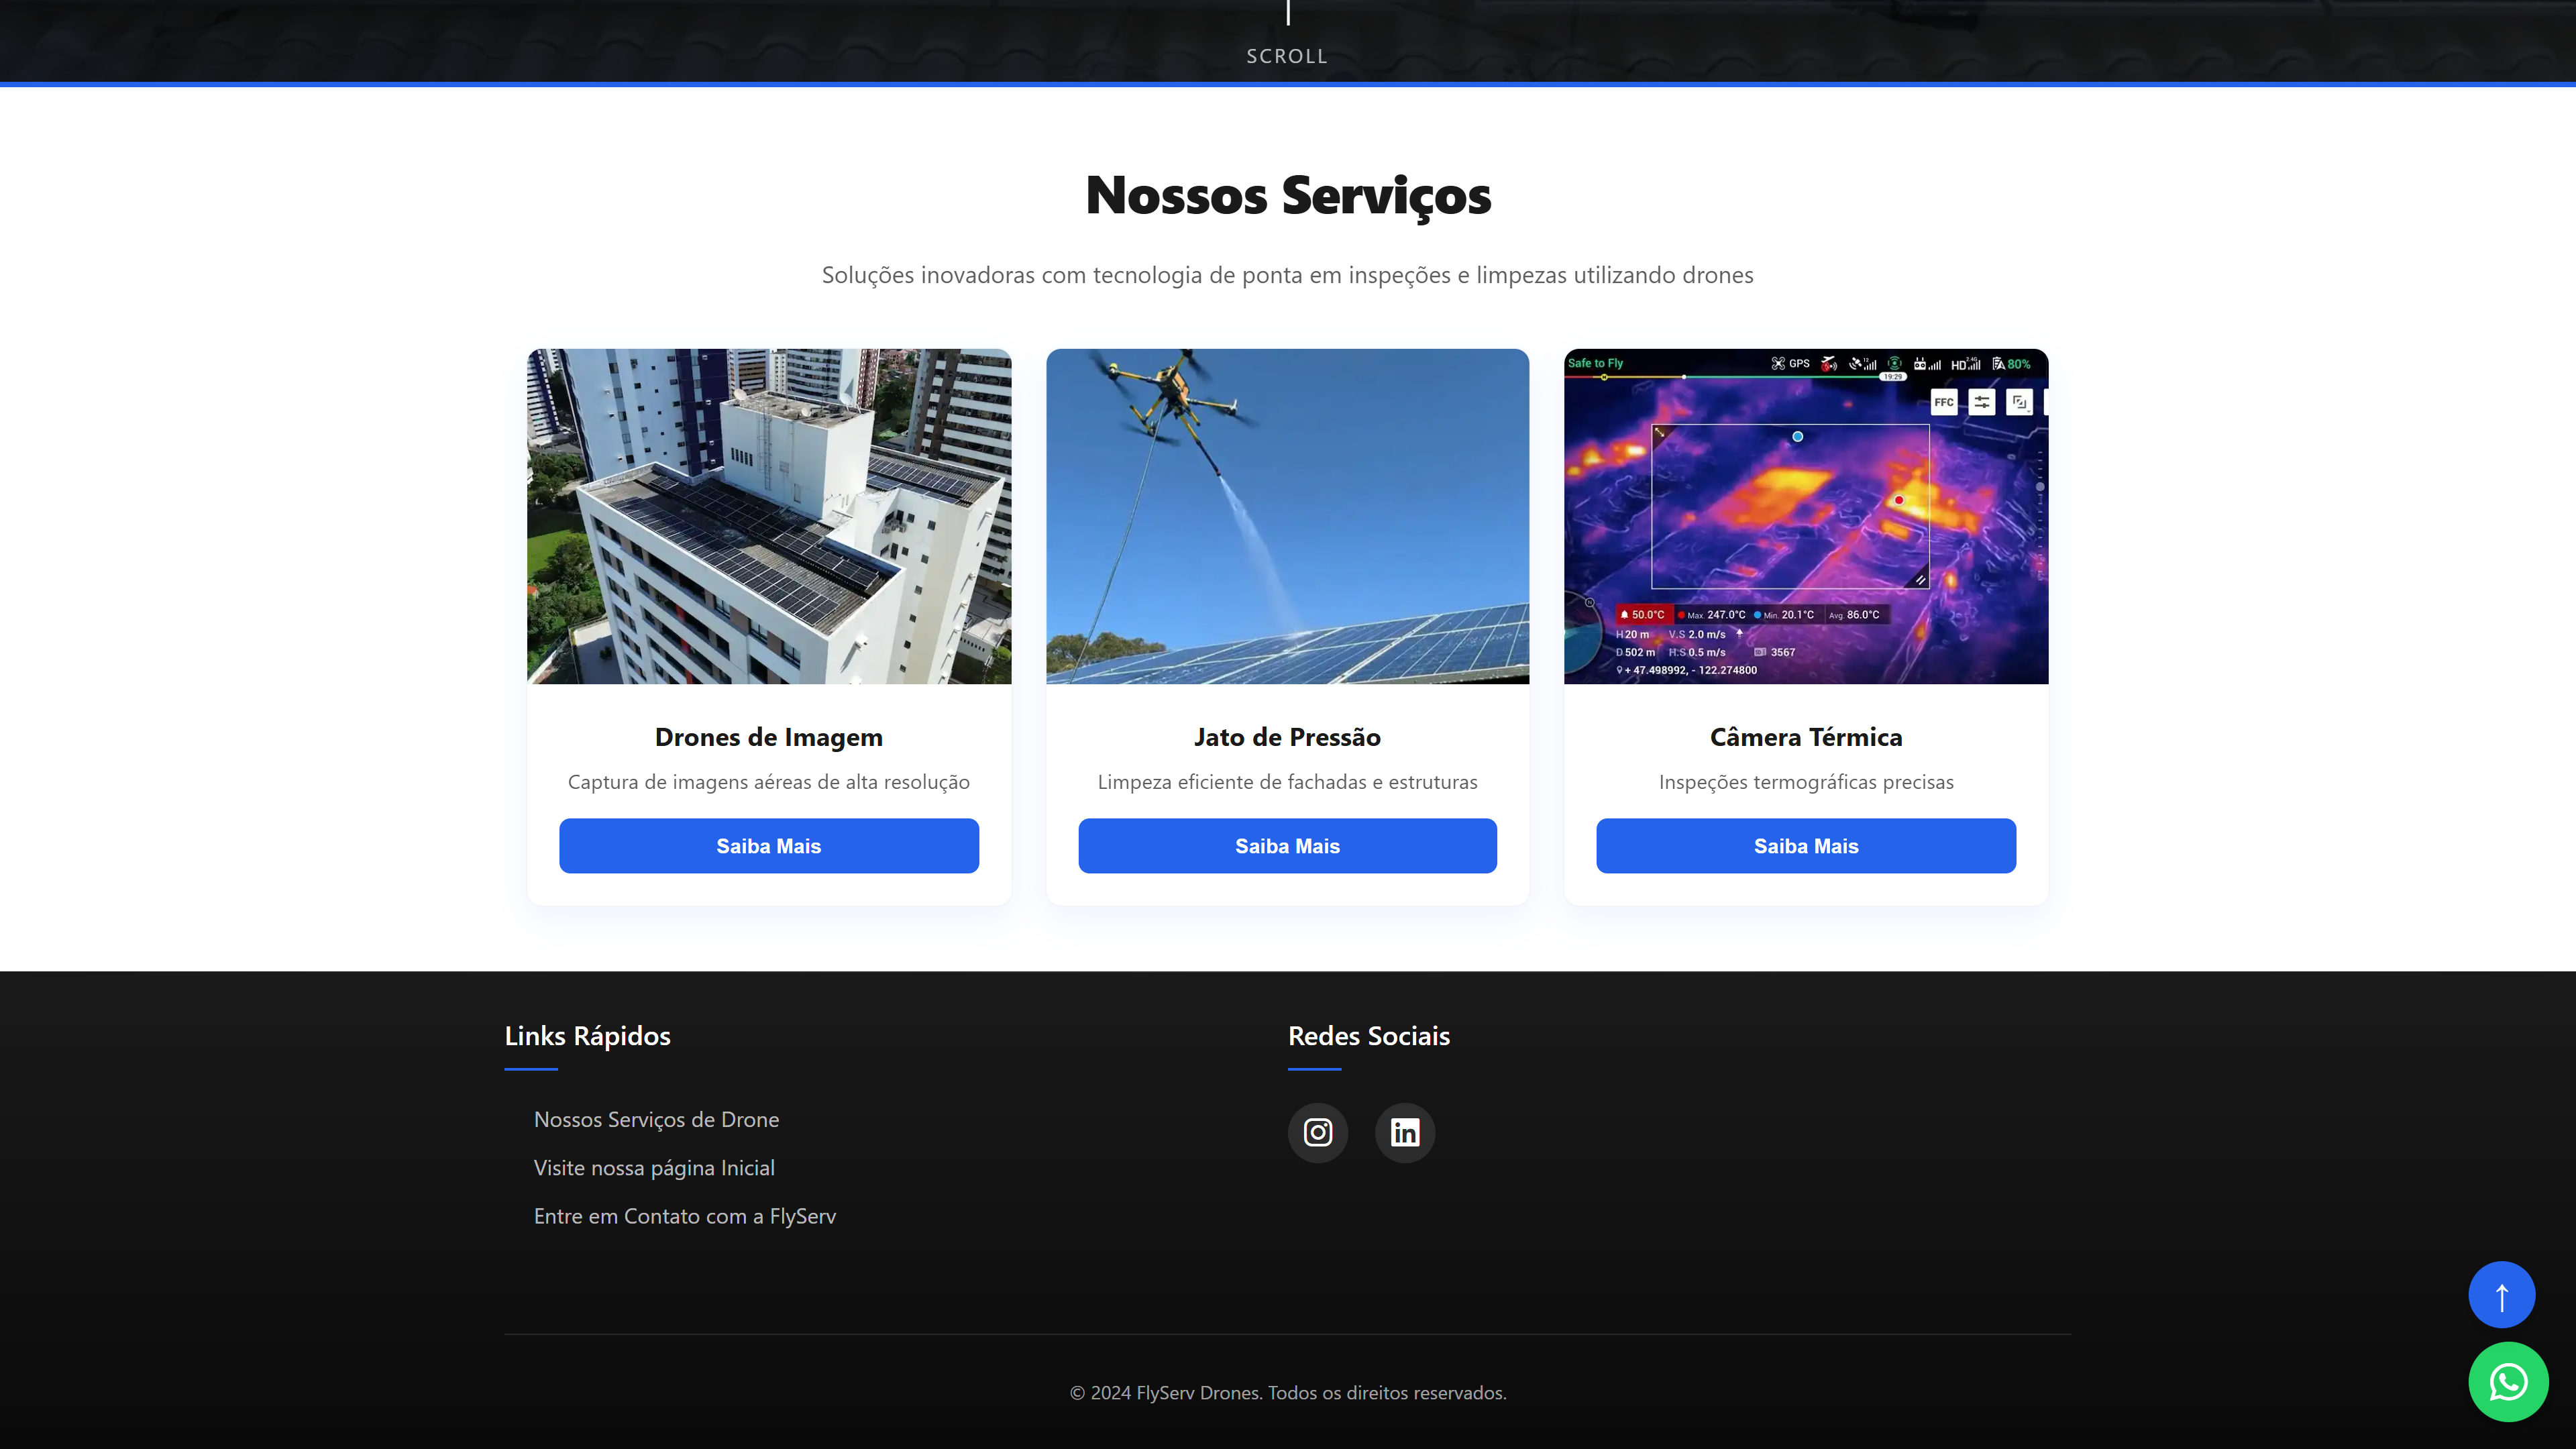 SCROLL
Nossos Serviços
Soluções inovadoras com tecnologia de ponta em inspeções e limpezas utilizando drones
Safe to Fly
GPS
HD
80%
19:29
FFC
50.0°C Max. 247.0°C Min. 20.1°C Avg. 86.0°C
H 20 m V.S 2.0 m/s
D 502 m H.S 0.5 m/s 3567
+ 47.498992, - 122.274800
Drones de Imagem
Captura de imagens aéreas de alta resolução
Saiba Mais
Jato de Pressão
Limpeza eficiente de fachadas e estruturas
Saiba Mais
Câmera Térmica
Inspeções termográficas precisas
Saiba Mais
Links Rápidos
Nossos Serviços de Drone
Visite nossa página Inicial
Entre em Contato com a FlyServ
Redes Sociais
in
© 2024 FlyServ Drones. Todos os direitos reservados.